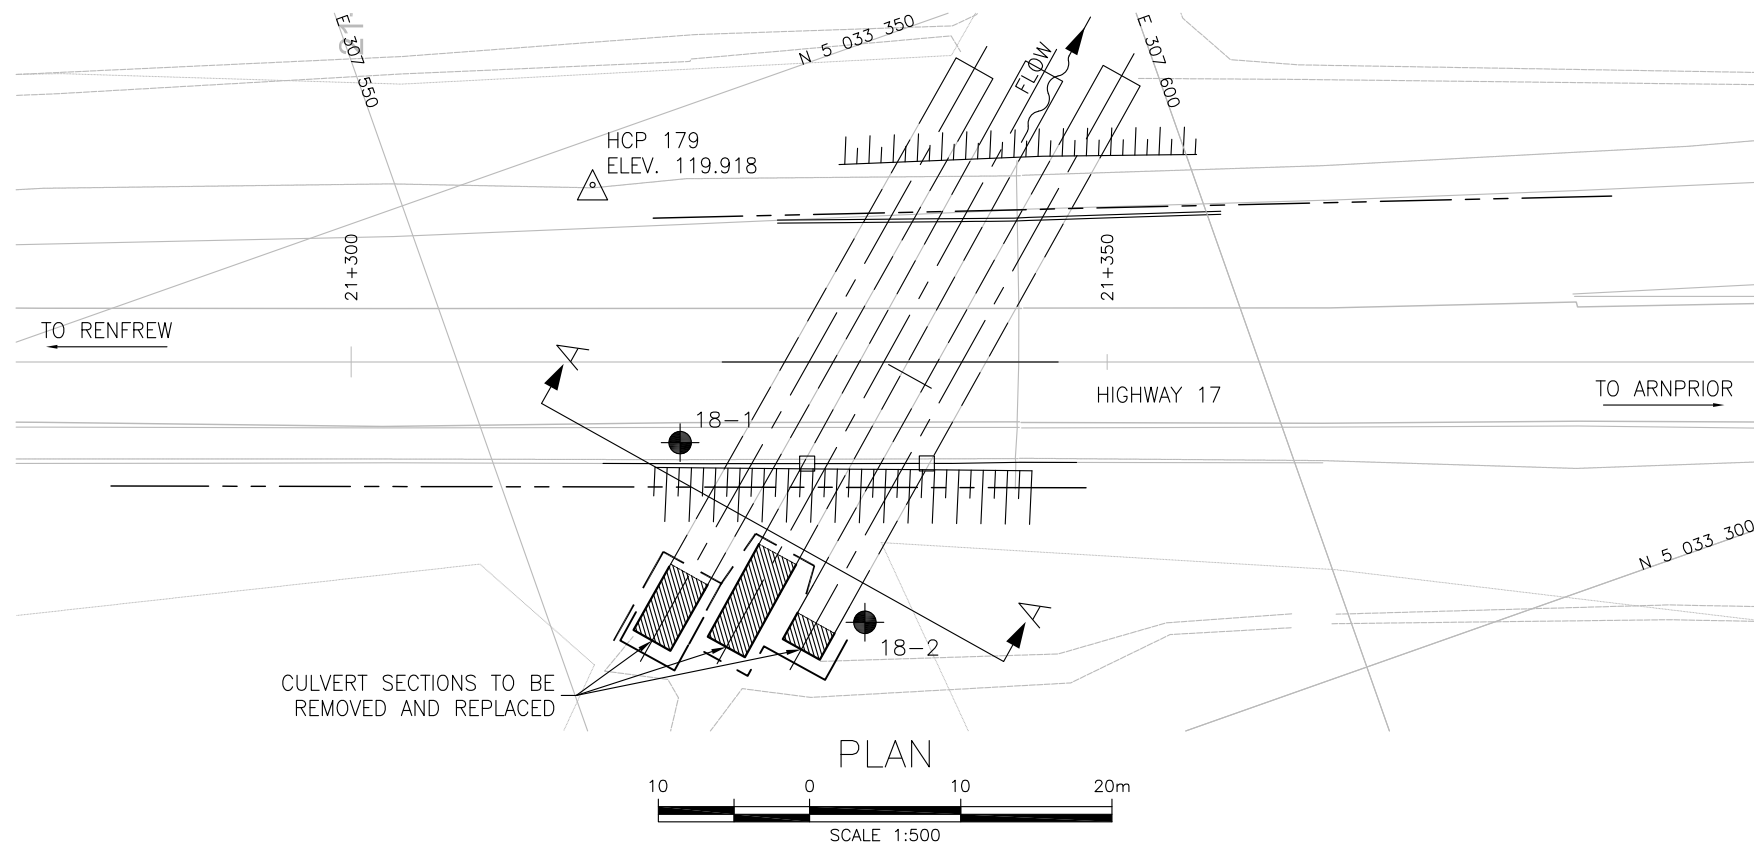 E 307 550
N 5 033 350
FLOW
E 307 600
HCP 179
ELEV. 119.918
21+300
21+350
TO RENFREW
A
HIGHWAY 17
TO ARNPRIOR
18-1
N 5 033 300
A
18-2
CULVERT SECTIONS TO BE
REMOVED AND REPLACED
PLAN
10 0 10 20m
SCALE 1:500